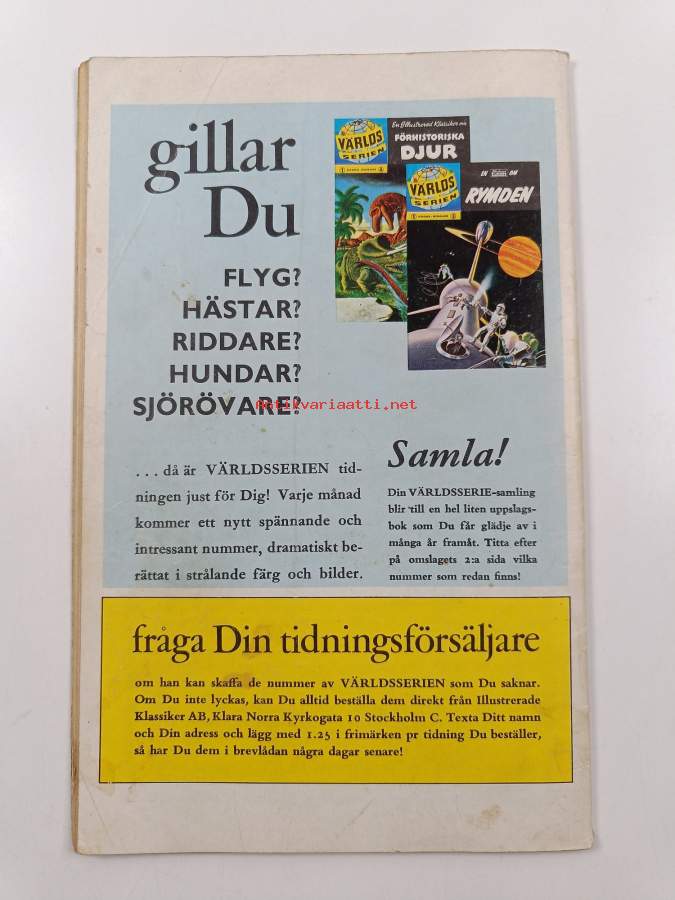 gillar
Du
FLYG?
HÄSTAR?
RIDDARE?
HUNDAR?
SJÖRÖVARE?
En Illustrerad Klassiker om
VÄRLDS
SERIEN
FÖRHISTORISKA
DJUR
VÄRLDS
SERIEN
EN
OM
RYMDEN
Antikvariaatti.net
... då är VÄRLDSSERIEN tid-
ningen just för Dig! Varje månad
kommer ett nytt spännande och
intressant nummer, dramatiskt be-
rättat i strålande färg och bilder.
Samla!
Din VÄRLDSSERIE-samling
blir till en hel liten uppslags-
bok som Du får glädje av i
många år framåt. Titta efter
på omslagets 2:a sida vilka
nummer som redan finns!
fråga Din tidningsförsäljare
om han kan skaffa de nummer av VÄRLDSSERIEN som Du saknar.
Om Du inte lyckas, kan Du alltid beställa dem direkt från Illustrerade
Klassiker AB, Klara Norra Kyrkogata 10 Stockholm C. Texta Ditt namn
och Din adress och lägg med 1.25 i frimärken pr tidning Du beställer,
så har Du dem i brevlådan några dagar senare!